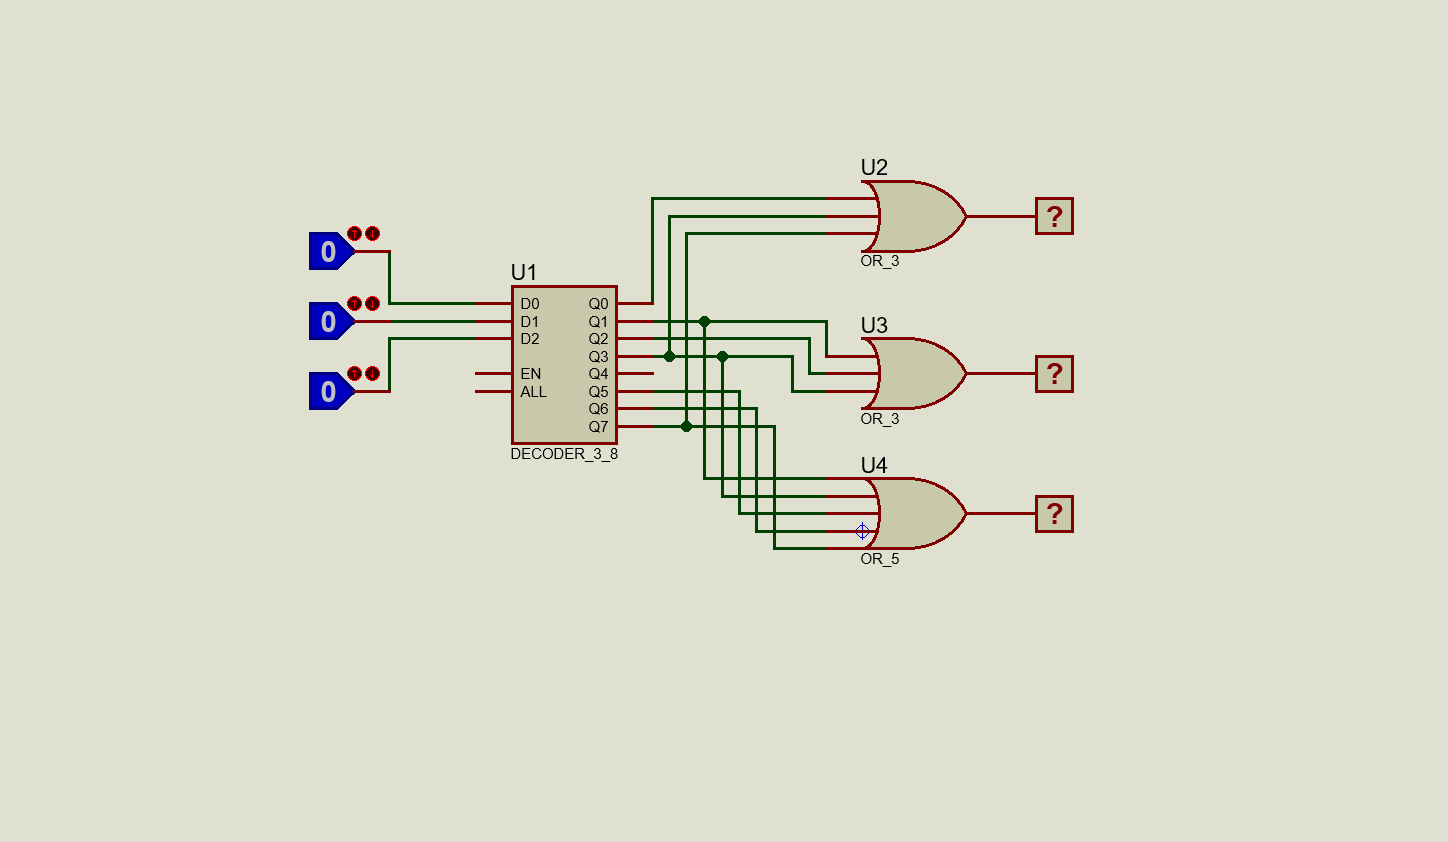 U2
?
OR_3
0
U1
D0
D1
D2
EN
ALL
Q0
Q1
Q2
Q3
Q4
Q5
Q6
Q7
DECODER_3_8
0
0
U3
?
OR_3
U4
?
OR_5